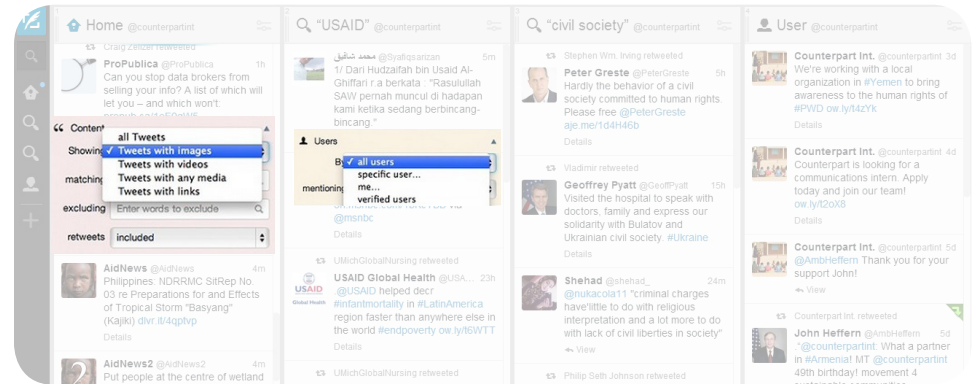 Home @counterpartint
Craig Zelizer retweeted
ProPublica @ProPublica 1h
Can you stop data brokers from
selling your info? A list of which will
let you – and which won't:
Content
all Tweets
Showing ✓ Tweets with images
Tweets with videos
matching Tweets with any media
Tweets with links
excluding Enter words to exclude
retweets included
AidNews @AidNews 4m
Philippines: NDRRMC SitRep No.
03 re Preparations for and Effects
of Tropical Storm "Basyang"
(Kajiki) dlvr.it/4qptvp
Details
AidNews2 @AidNews2 4m
Put people at the centre of wetland
"USAID" @counterpartint
@Syafiqsarzan 5m
1/ Dari Hudzaifah bin Usaid Al-
Ghiffari r.a berkata : "Rasulullah
SAW pernah muncul di hadapan
kami ketika sedang berbincang-
bincang."
Users
By ✓ all users
specific user...
mentioning me...
verified users
@msnbc
Details
UMichGlobalNursing retweeted
USAID Global Health @USA... 23h
USAID
Global Health
.@USAID helped decr
#infantmortality in #LatinAmerica
region faster than anywhere else in
the world #endpoverty ow.ly/t6WTT
Details
UMichGlobalNursing retweeted
"civil society" @counterpartint
Stephen Wm. Irving retweeted
Peter Greste @PeterGreste 5h
Hardly the behavior of a civil
society committed to human rights.
Please free @PeterGreste
aje.me/1d4H46b
Details
Vladimir retweeted
Geoffrey Pyatt @GeoffPyatt 15h
Visited the hospital to speak with
doctors, family and express our
solidarity with Bulatov and
Ukrainian civil society. #Ukraine
Details
Shehad @shehad_ 24m
@nukacola11 "criminal charges
have'little to do with religious
interpretation and a lot more to do
with lack of civil liberties in society"
View
Philip Seth Johnson retweeted
User @counterpartint
Counterpart Int. @counterpartint 3d
We're working with a local
organization in #Yemen to bring
awareness to the human rights of
#PWD ow.ly/t4zYk
Details
Counterpart Int. @counterpartint 4d
Counterpart is looking for a
communications intern. Apply
today and join our team!
ow.ly/t2oX8
Details
Counterpart Int. @counterpartint 5d
@AmbHeffern Thank you for your
support John!
View
Counterpart Int. retweeted
John Heffern @AmbHeffern 5d
"@counterpartint: What a partner
in #Armenia! MT @counterpartint
49th birthday! movement 4